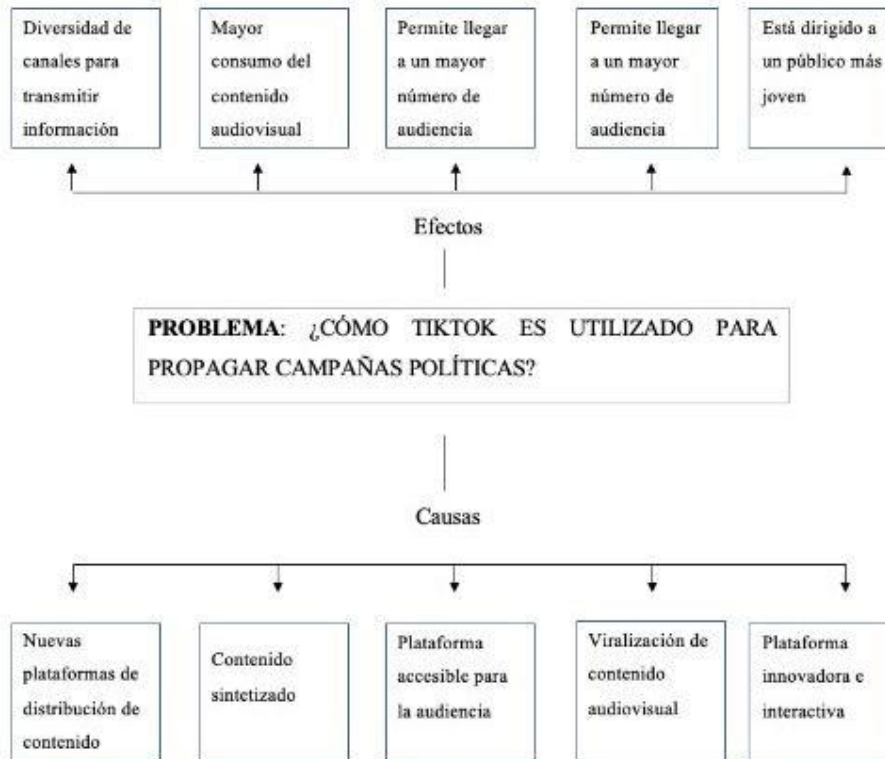 Diversidad de
canales para
transmitir
información
Mayor
consumo del
contenido
audiovisual
Permite llegar
a un mayor
número de
audiencia
Permite llegar
a un mayor
número de
audiencia
Está dirigido a
un público más
joven
Efectos
PROBLEMA: ¿CÓMO TIKTOK ES UTILIZADO PARA
PROPAGAR CAMPAÑAS POLÍTICAS?
Causas
Nuevas
plataformas de
distribución de
contenido
Contenido
sintetizado
Plataforma
accesible para
la audiencia
Viralización de
contenido
audiovisual
Plataforma
innovadora e
interactiva